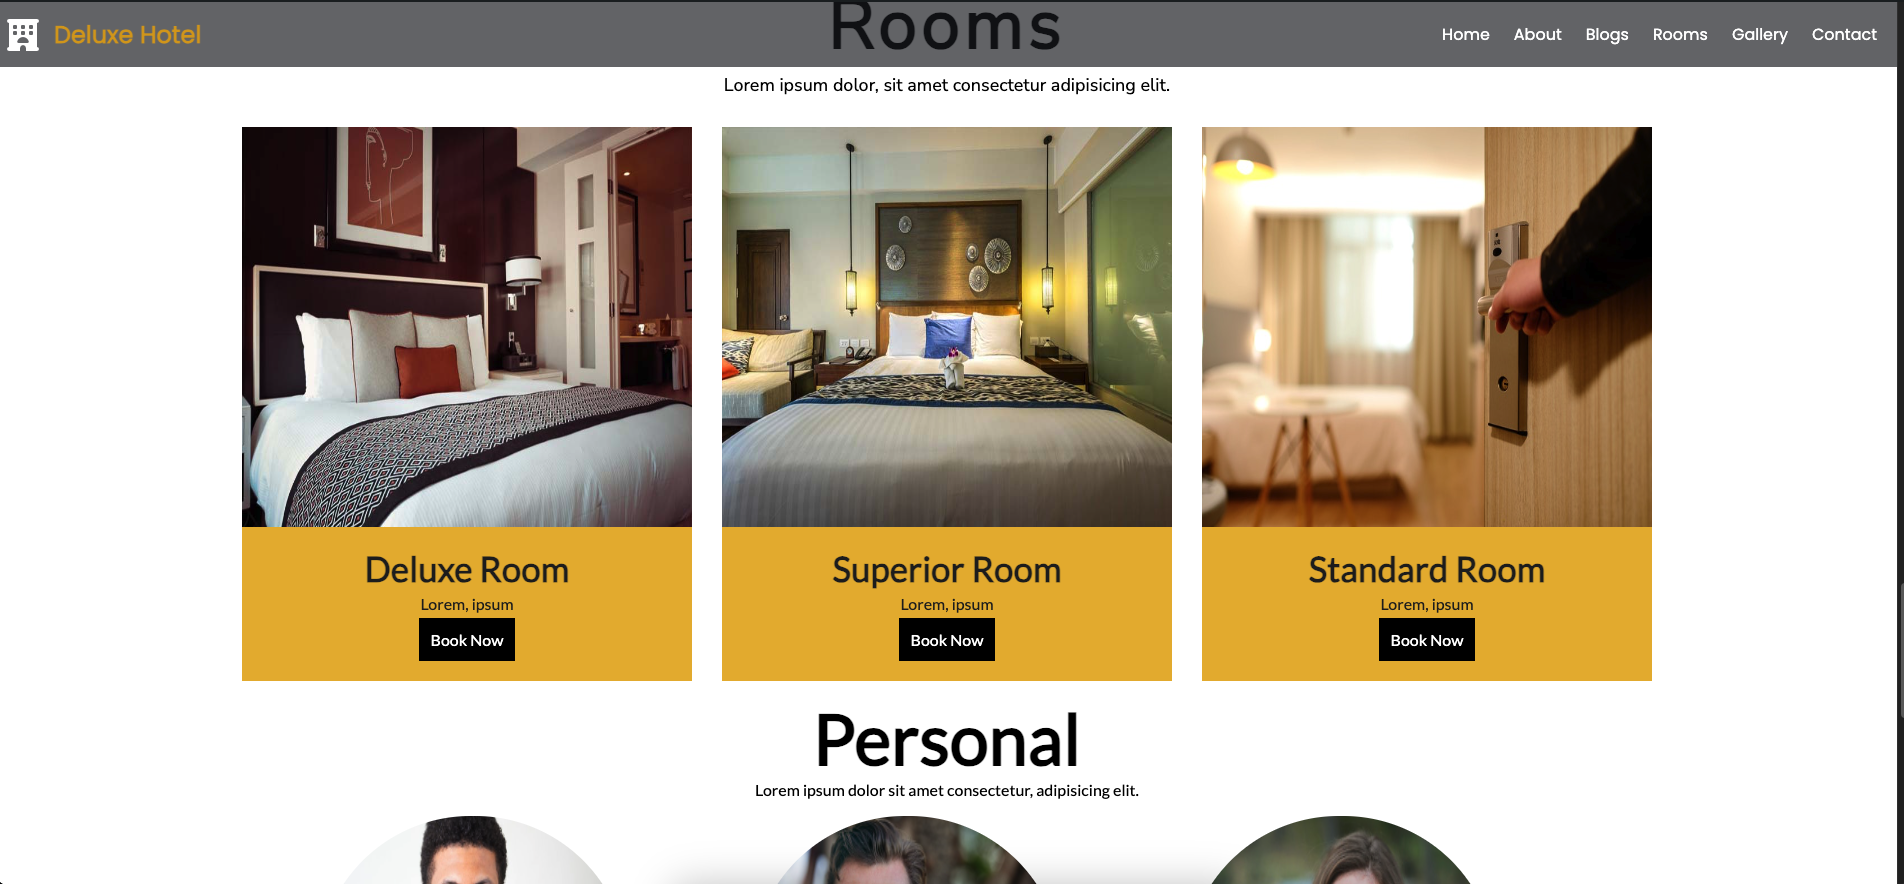 Deluxe Hotel
Rooms
Home About Blogs Rooms Gallery Contact
Lorem ipsum dolor, sit amet consectetur adipisicing elit.
Deluxe Room
Lorem, ipsum
Book Now
Superior Room
Lorem, ipsum
Book Now
Standard Room
Lorem, ipsum
Book Now
Personal
Lorem ipsum dolor sit amet consectetur, adipisicing elit.